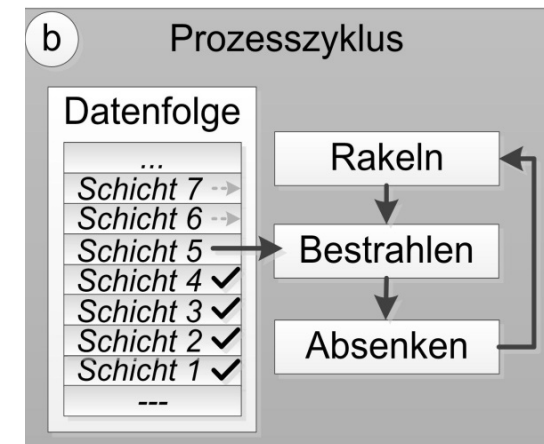 b
Prozesszyklus
Datenfolge
...
Schicht 7
Schicht 6
Schicht 5
Schicht 4
Schicht 3
Schicht 2
Schicht 1
---
Rakeln
Bestrahlen
Absenken